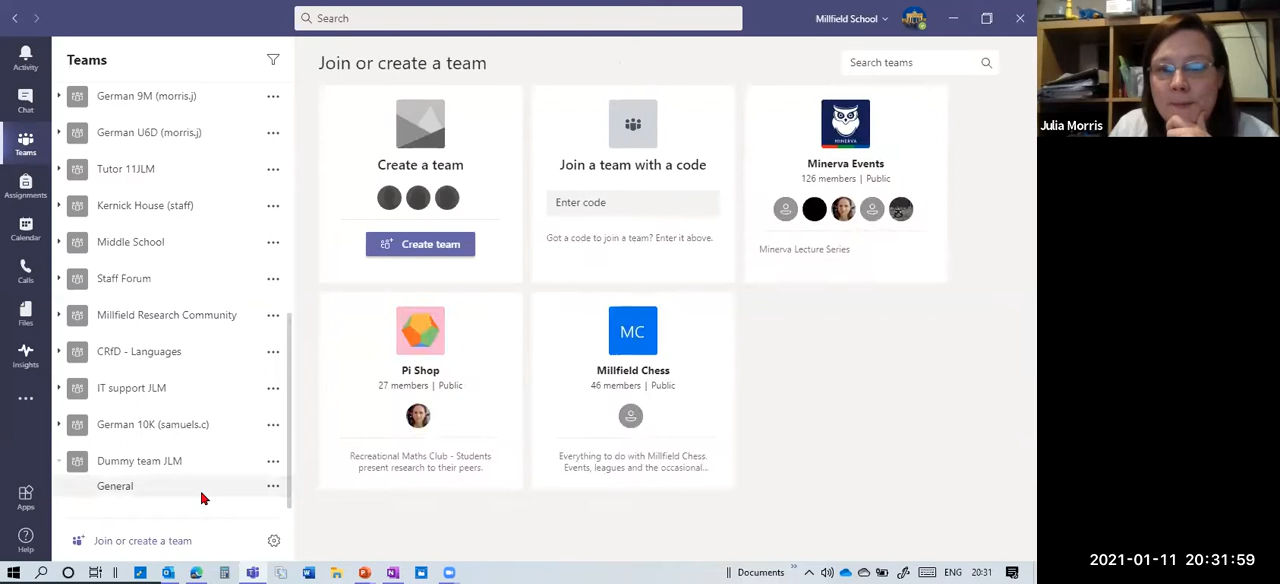 Search
Millfield School
Activity
Chat
Teams
Assignments
Calendar
Calls
Files
Insights
Apps
Help
Teams
German 9M (morris.j)
German U6D (morris.j)
Tutor 11JLM
Kernick House (staff)
Middle School
Staff Forum
Millfield Research Community
CRfD - Languages
IT support JLM
German 10K (samuels.c)
Dummy team JLM
General
Join or create a team
Join or create a team
Search teams
Create a team
Create team
Join a team with a code
Enter code
Got a code to join a team? Enter it above.
MINERVA
Minerva Events
126 members | Public
Minerva Lecture Series
Pi Shop
27 members | Public
Recreational Maths Club - Students
present research to their peers.
MC
Millfield Chess
46 members | Public
Everything to do with Millfield Chess.
Events, leagues and the occasional...
Julia Morris
2021-01-11 20:31:59
Documents
ENG
20:31